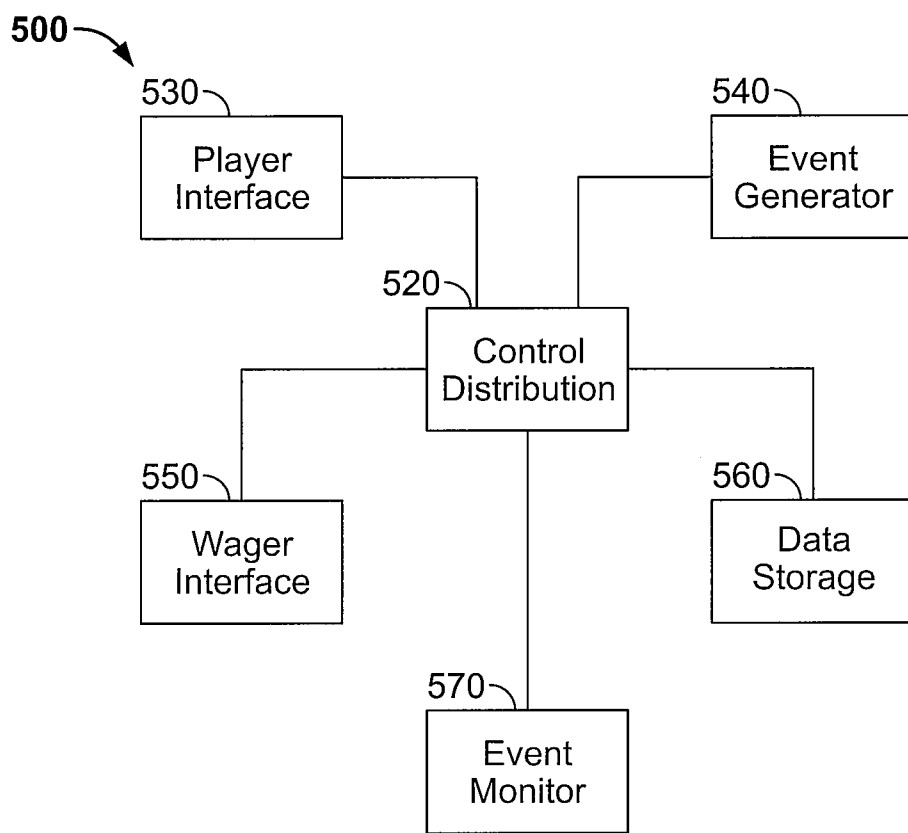 500
530
Player
Interface
540
Event
Generator
520
Control
Distribution
550
Wager
Interface
560
Data
Storage
570
Event
Monitor